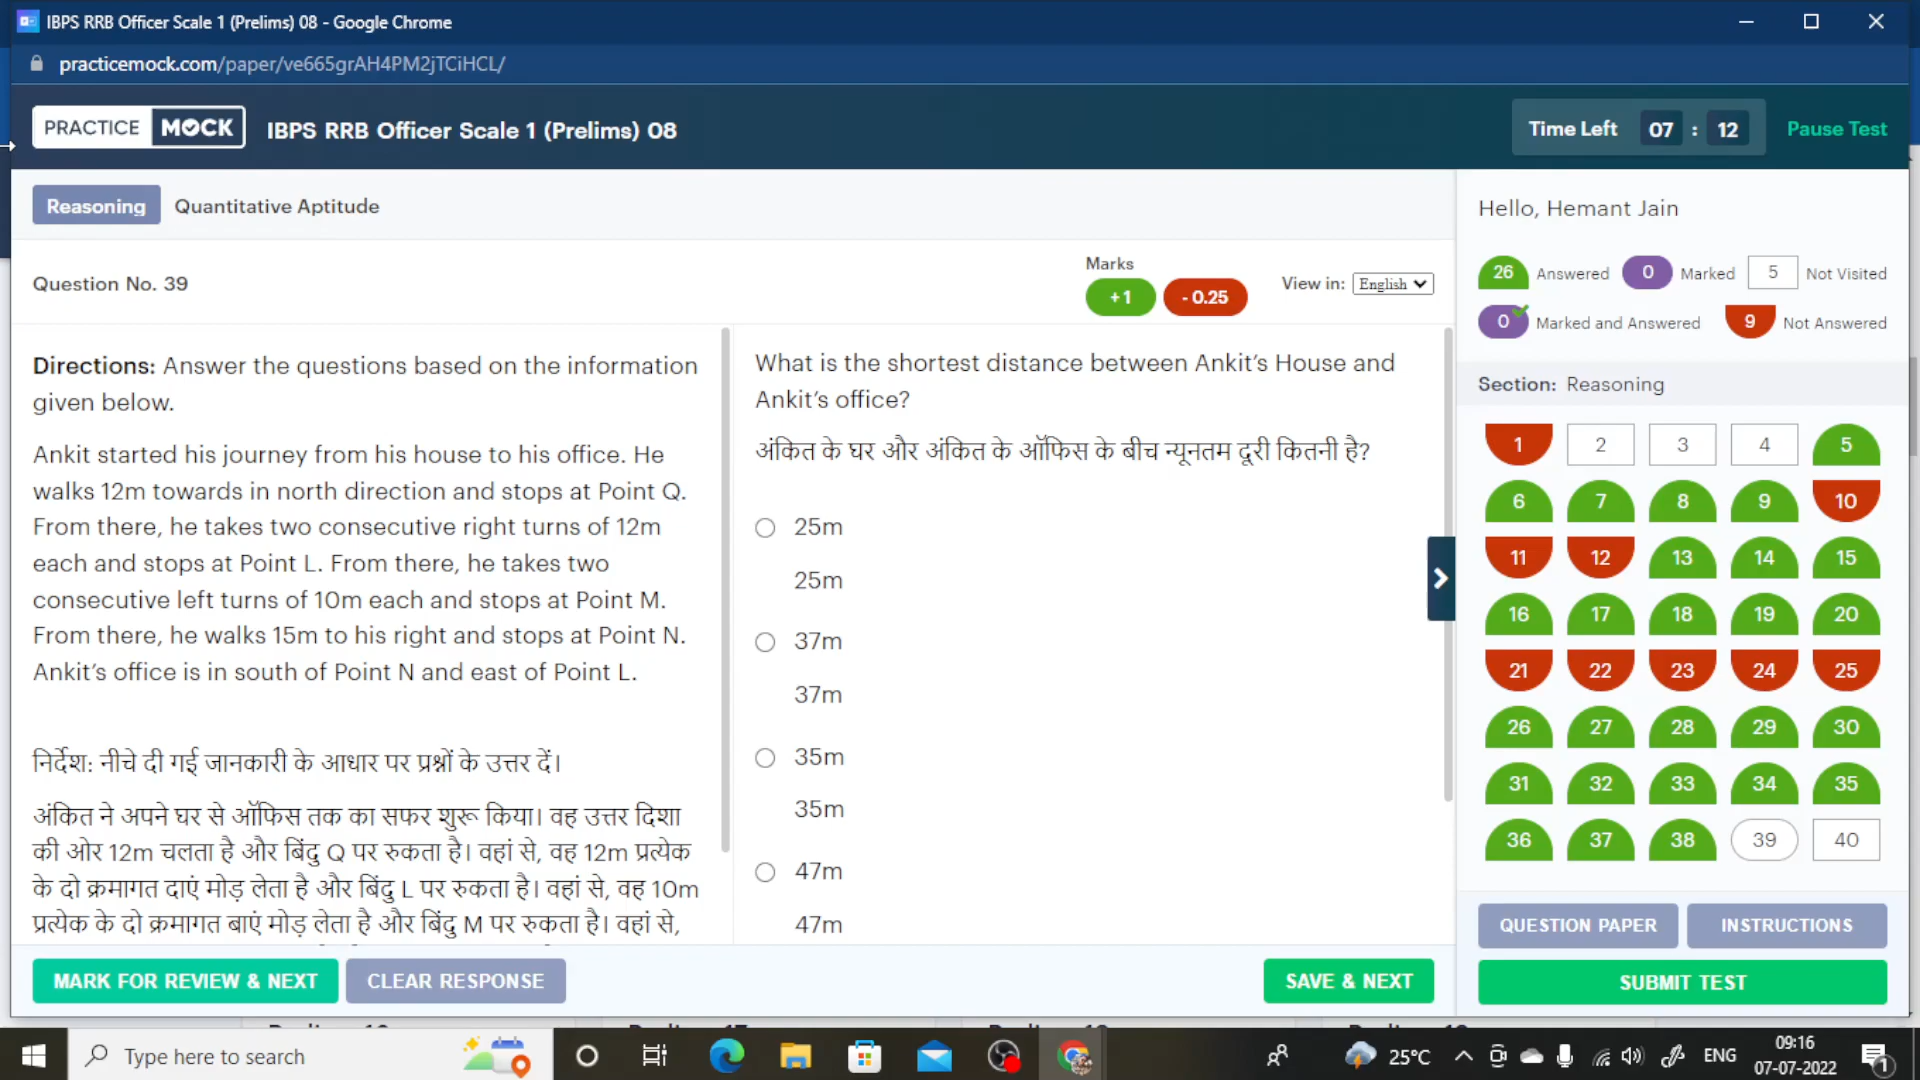 IBPS RRB Officer Scale 1 (Prelims) 08 - Google Chrome
practicemock.com/paper/ve665grAH4PM2jTCiHCL/
PRACTICE MOCK
IBPS RRB Officer Scale 1 (Prelims) 08
Time Left 07 : 12
Pause Test
Reasoning
Quantitative Aptitude
Question No. 39
Marks
+1
- 0.25
View in: English
Directions: Answer the questions based on the information
given below.
Ankit started his journey from his house to his office. He
walks 12m towards in north direction and stops at Point Q.
From there, he takes two consecutive right turns of 12m
each and stops at Point L. From there, he takes two
consecutive left turns of 10m each and stops at Point M.
From there, he walks 15m to his right and stops at Point N.
Ankit's office is in south of Point N and east of Point L.
निर्देश: नीचे दी गई जानकारी के आधार पर प्रश्नों के उत्तर दें।
अंकित ने अपने घर से ऑफिस तक का सफर शुरू किया। वह उत्तर दिशा
की ओर 12m चलता है और बिंदु Q पर रुकता है। वहां से, वह 12m प्रत्येक
के दो क्रमागत दाएं मोड़ लेता है और बिंदु L पर रुकता है। वहां से, वह 10m
प्रत्येक के दो क्रमागत बाएं मोड़ लेता है और बिंदु M पर रुकता है। वहां से,
What is the shortest distance between Ankit's House and
Ankit's office?
अंकित के घर और अंकित के ऑफिस के बीच न्यूनतम दूरी कितनी है?
25m
25m
37m
37m
35m
35m
47m
47m
MARK FOR REVIEW & NEXT
CLEAR RESPONSE
SAVE & NEXT
Hello, Hemant Jain
26 Answered 0 Marked 5 Not Visited
0 Marked and Answered 9 Not Answered
Section: Reasoning
1 2 3 4 5
6 7 8 9 10
11 12 13 14 15
16 17 18 19 20
21 22 23 24 25
26 27 28 29 30
31 32 33 34 35
36 37 38 39 40
QUESTION PAPER
INSTRUCTIONS
SUBMIT TEST
Type here to search
25°C
ENG
09:16
07-07-2022
1